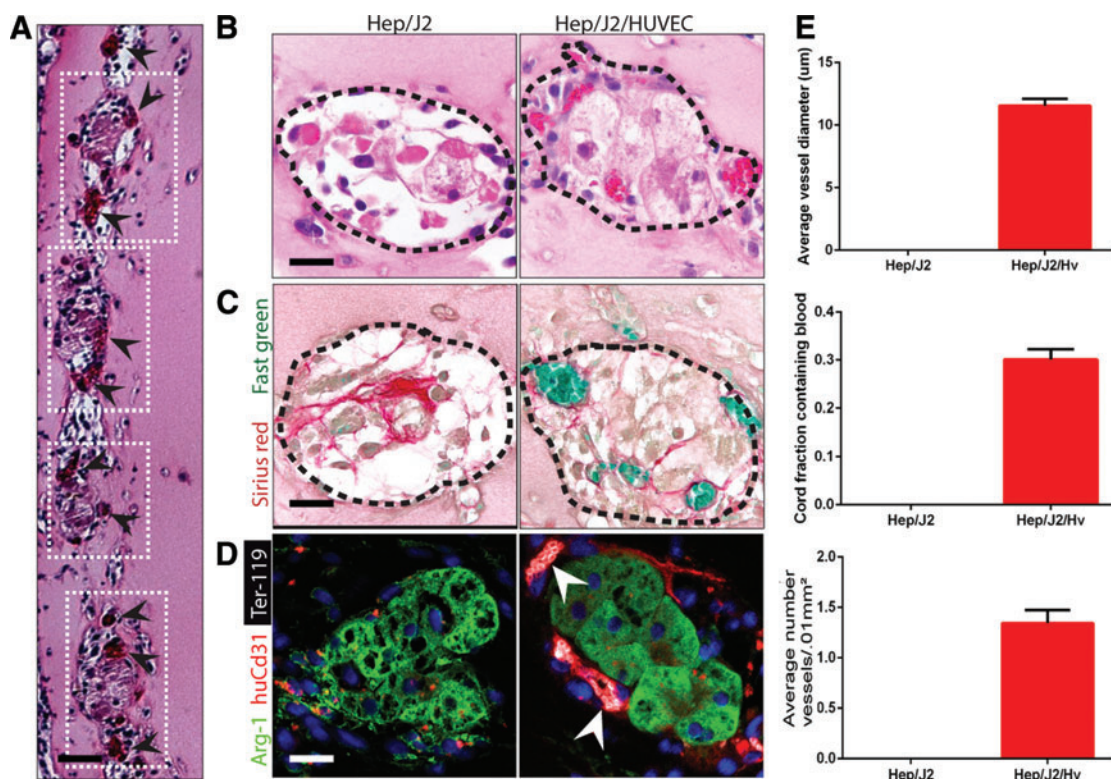 A
B
Hep/J2
Hep/J2/HUVEC
C
Sirius red Fast green
D
Arg-1 huCd31 Ter-119
E
Average vessel diameter (um)
15
10
5
0
Hep/J2
Hep/J2/Hv
Cord fraction containing blood
0.4
0.3
0.2
0.1
0.0
Hep/J2
Hep/J2/Hv
Average number
vessels/.01mm²
2.0
1.5
1.0
0.5
0.0
Hep/J2
Hep/J2/Hv